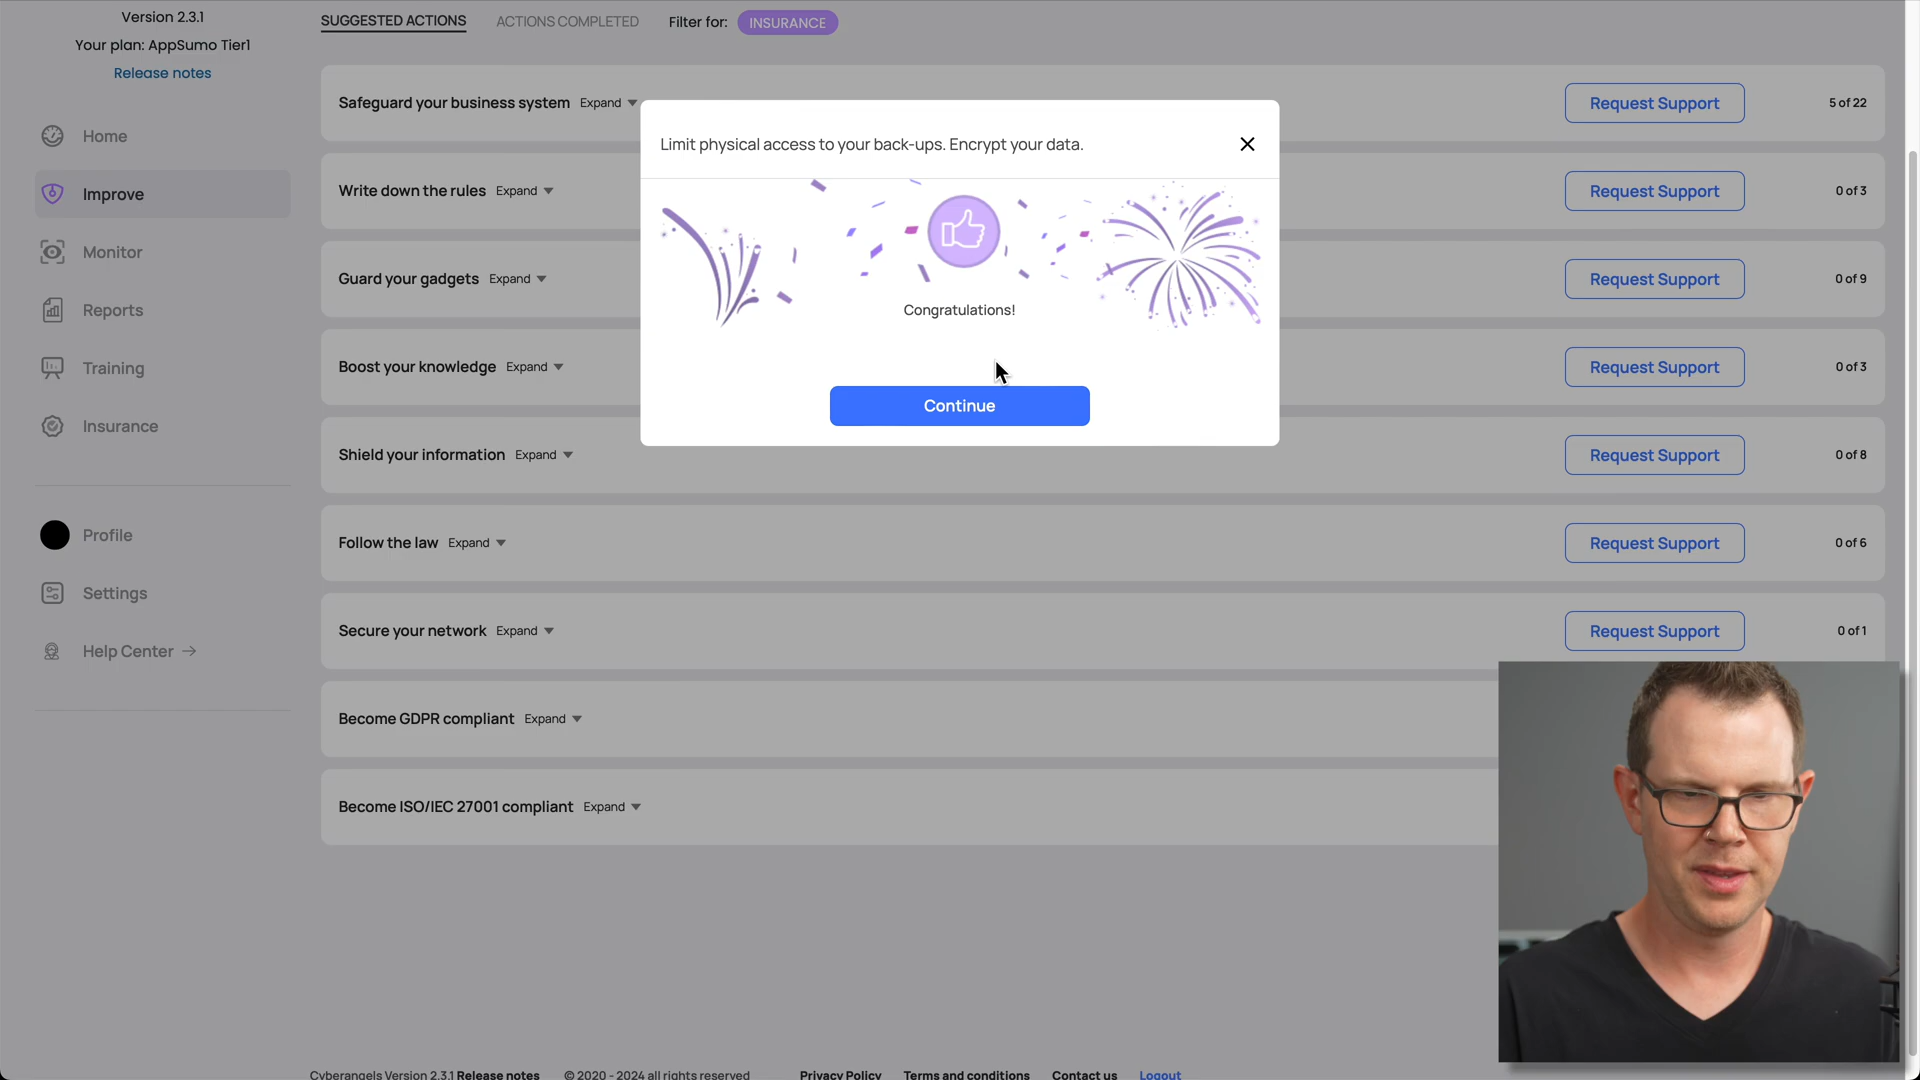 Version 2.3.1
Your plan: AppSumo Tier1
Release notes
Home
Improve
Monitor
Reports
Training
Insurance
Profile
Settings
Help Center
SUGGESTED ACTIONS ACTIONS COMPLETED Filter for: INSURANCE
Safeguard your business system Expand Request Support 5 of 22
Write down the rules Expand Request Support 0 of 3
Guard your gadgets Expand Request Support 0 of 9
Boost your knowledge Expand Request Support 0 of 3
Shield your information Expand Request Support 0 of 8
Follow the law Expand Request Support 0 of 6
Secure your network Expand Request Support 0 of 1
Become GDPR compliant Expand
Become ISO/IEC 27001 compliant Expand
Limit physical access to your back-ups. Encrypt your data.
Congratulations!
Continue
Cyberangels Version 2.3.1 Release notes © 2020 - 2024 all rights reserved Privacy Policy Terms and conditions Contact us Logout